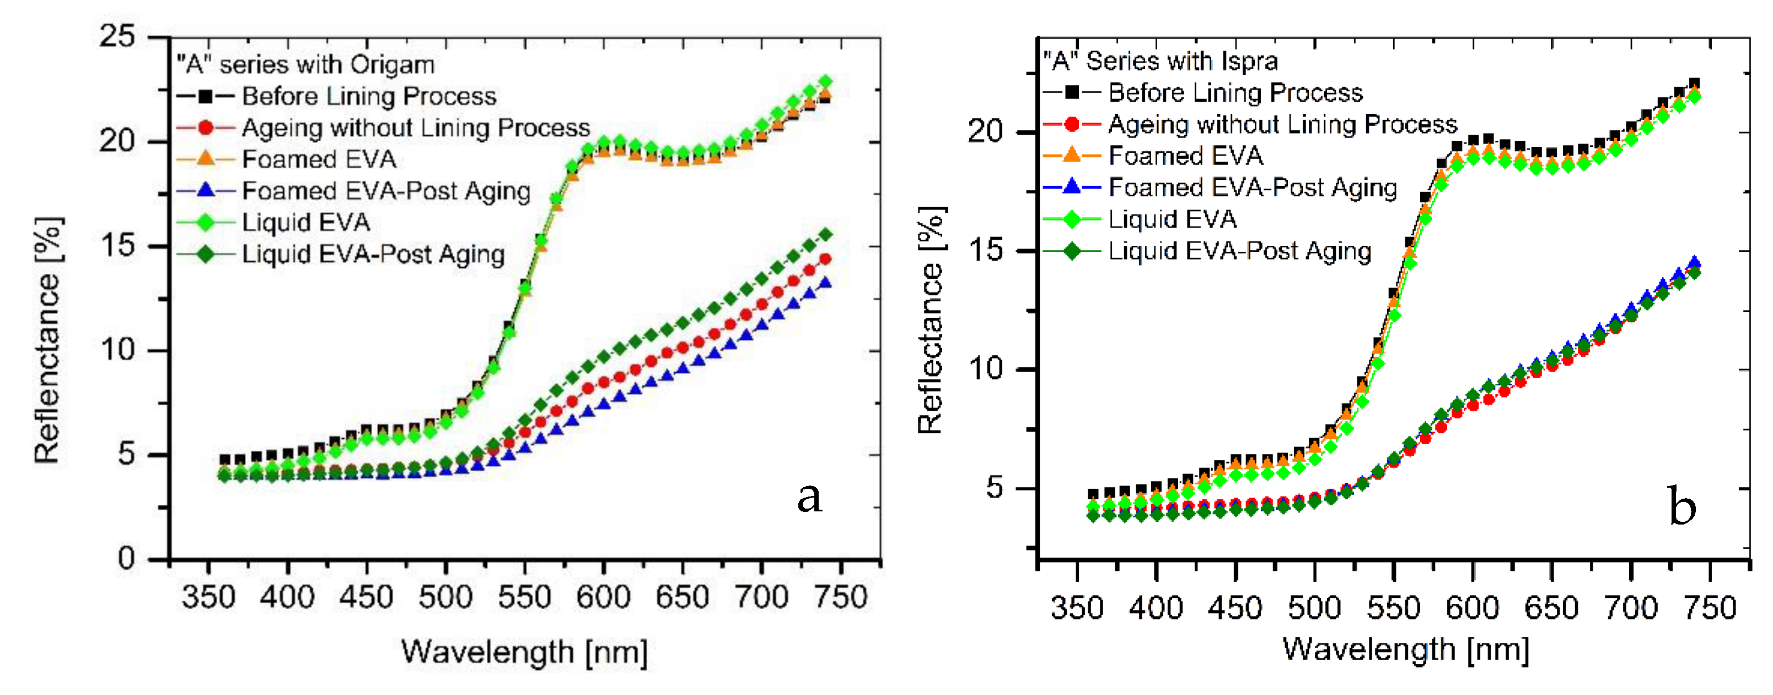 "A" series with Origam
Before Lining Process
Ageing without Lining Process
Foamed EVA
Foamed EVA-Post Aging
Liquid EVA
Liquid EVA-Post Aging
Reflenctance [%]
25
20
15
10
5
0
350 400 450 500 550 600 650 700 750
Wavelength [nm]
a
"A" Series with Ispra
Before Lining Process
Ageing without Lining Process
Foamed EVA
Foamed EVA-Post Aging
Liquid EVA
Liquid EVA-Post Aging
Reflectance [%]
20
15
10
5
350 400 450 500 550 600 650 700 750
Wavelength [nm]
b